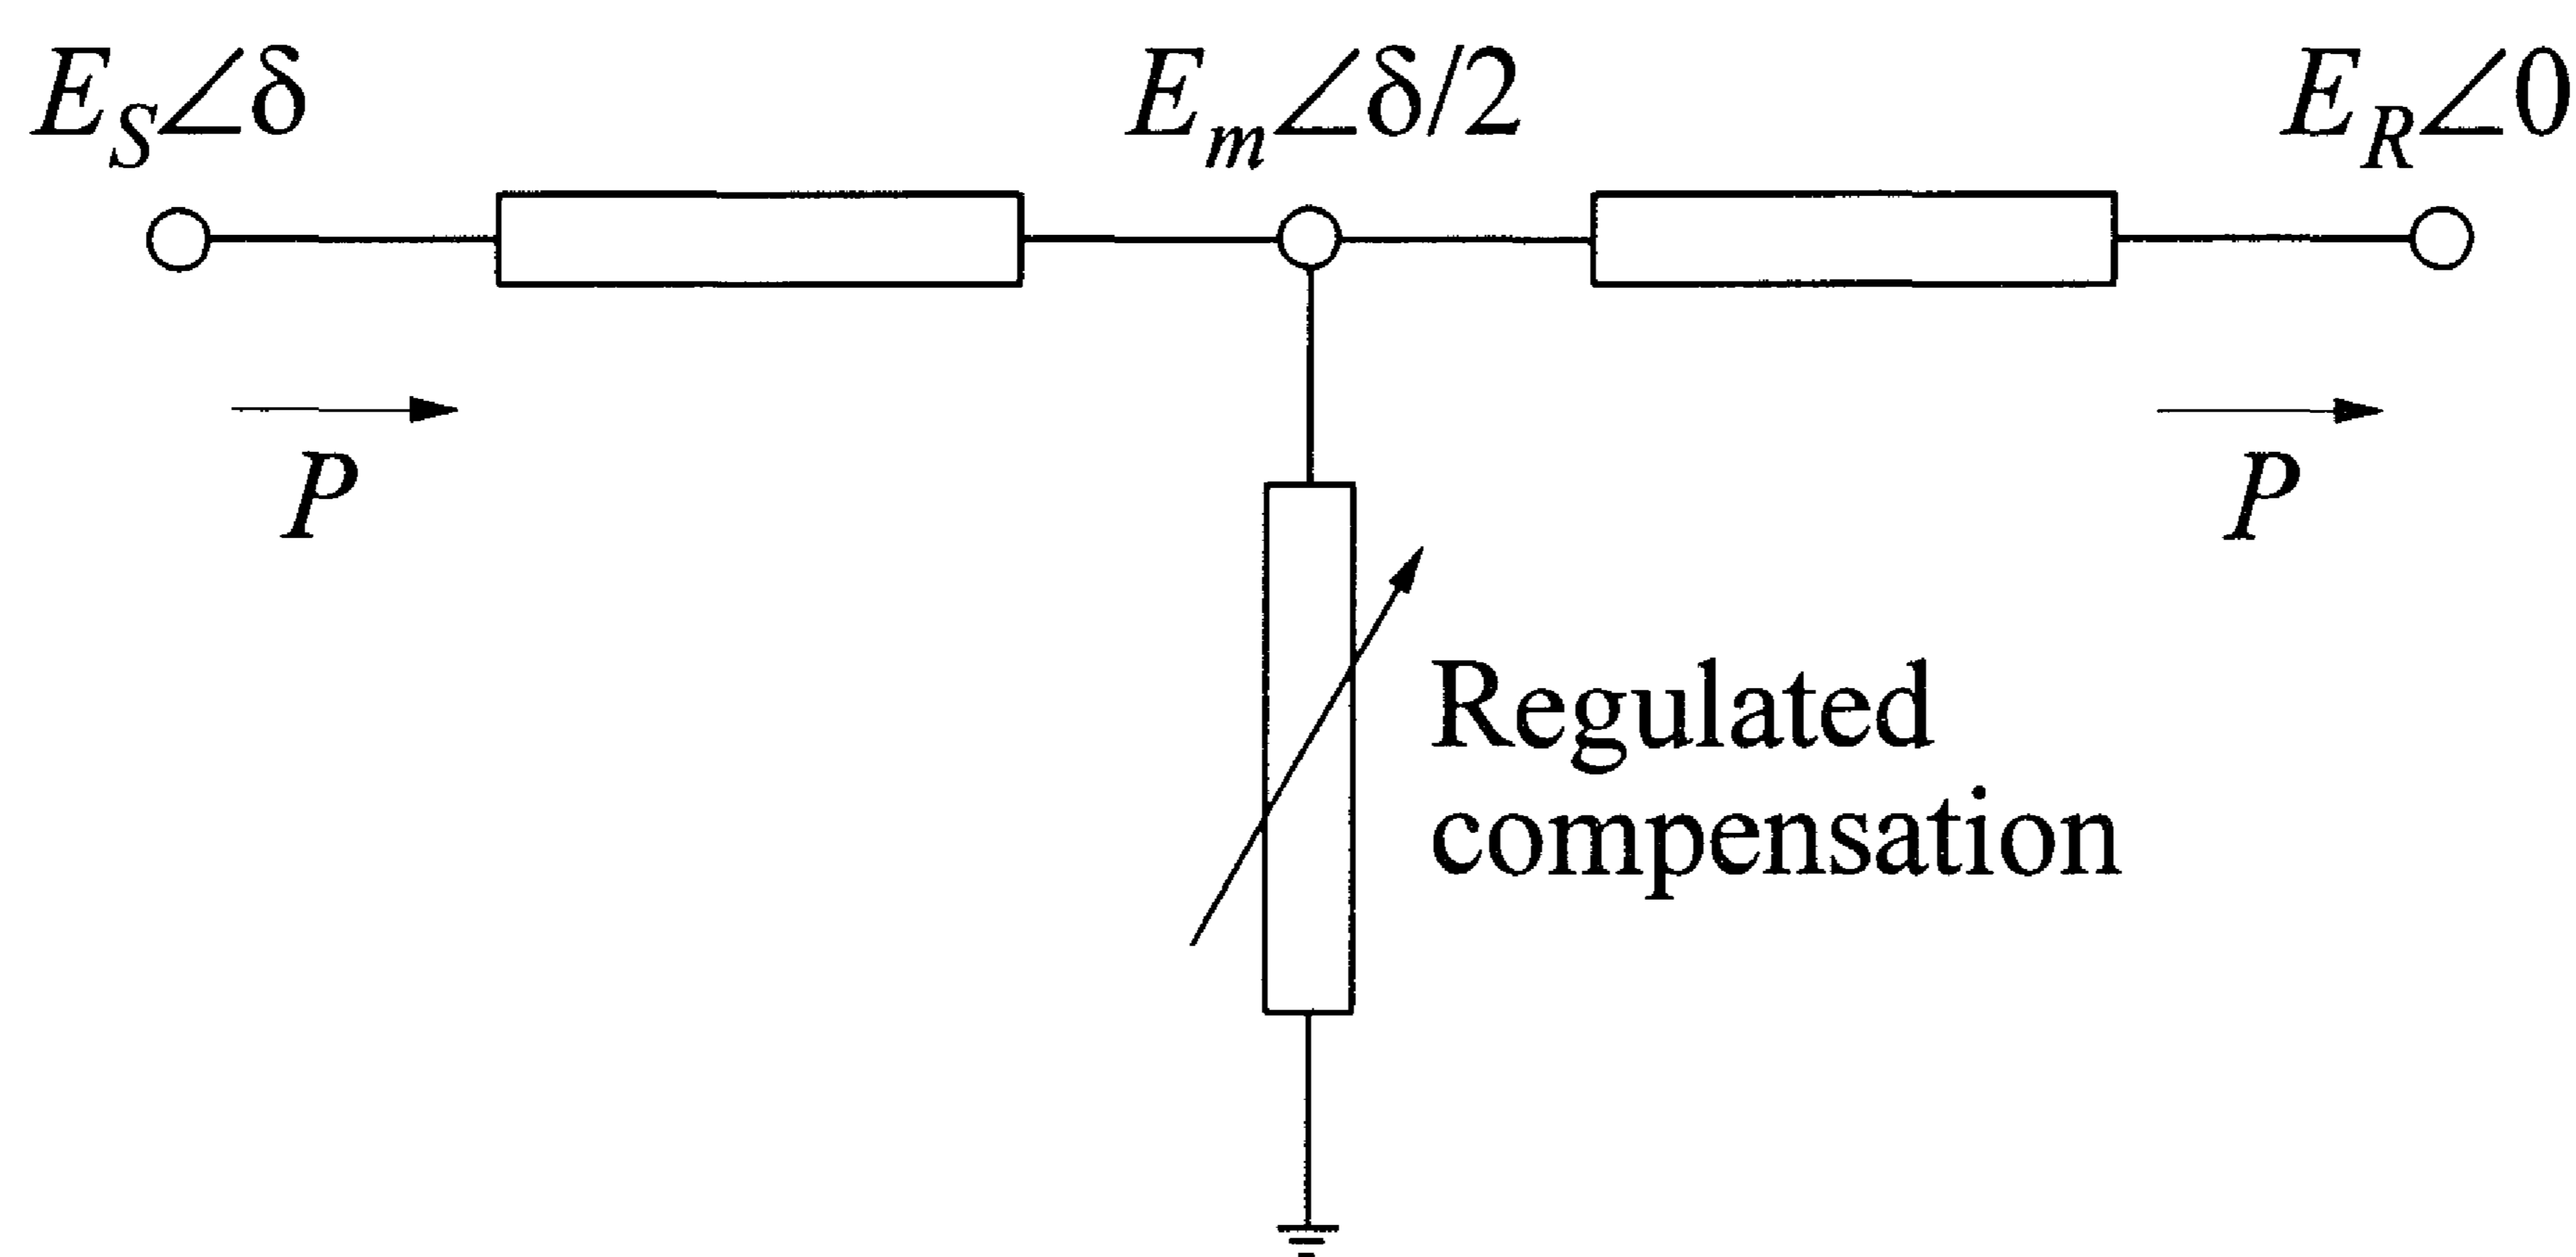 E_S∠δ
E_m∠δ/2
E_R∠0
P
P
Regulated
compensation